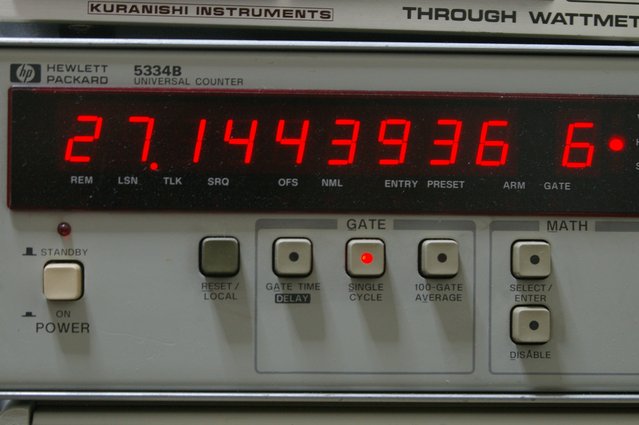 KURANISHI INSTRUMENTS
THROUGH WATTMET
hp HEWLETT PACKARD 5334B
UNIVERSAL COUNTER
27.1443936 6
REM LSN TLK SRQ OFS NML ENTRY PRESET ARM GATE
GATE MATH
STANDBY
RESET/ LOCAL
GATE TIME DELAY
SINGLE CYCLE
100-GATE AVERAGE
SELECT/ ENTER
ON
POWER
DISABLE